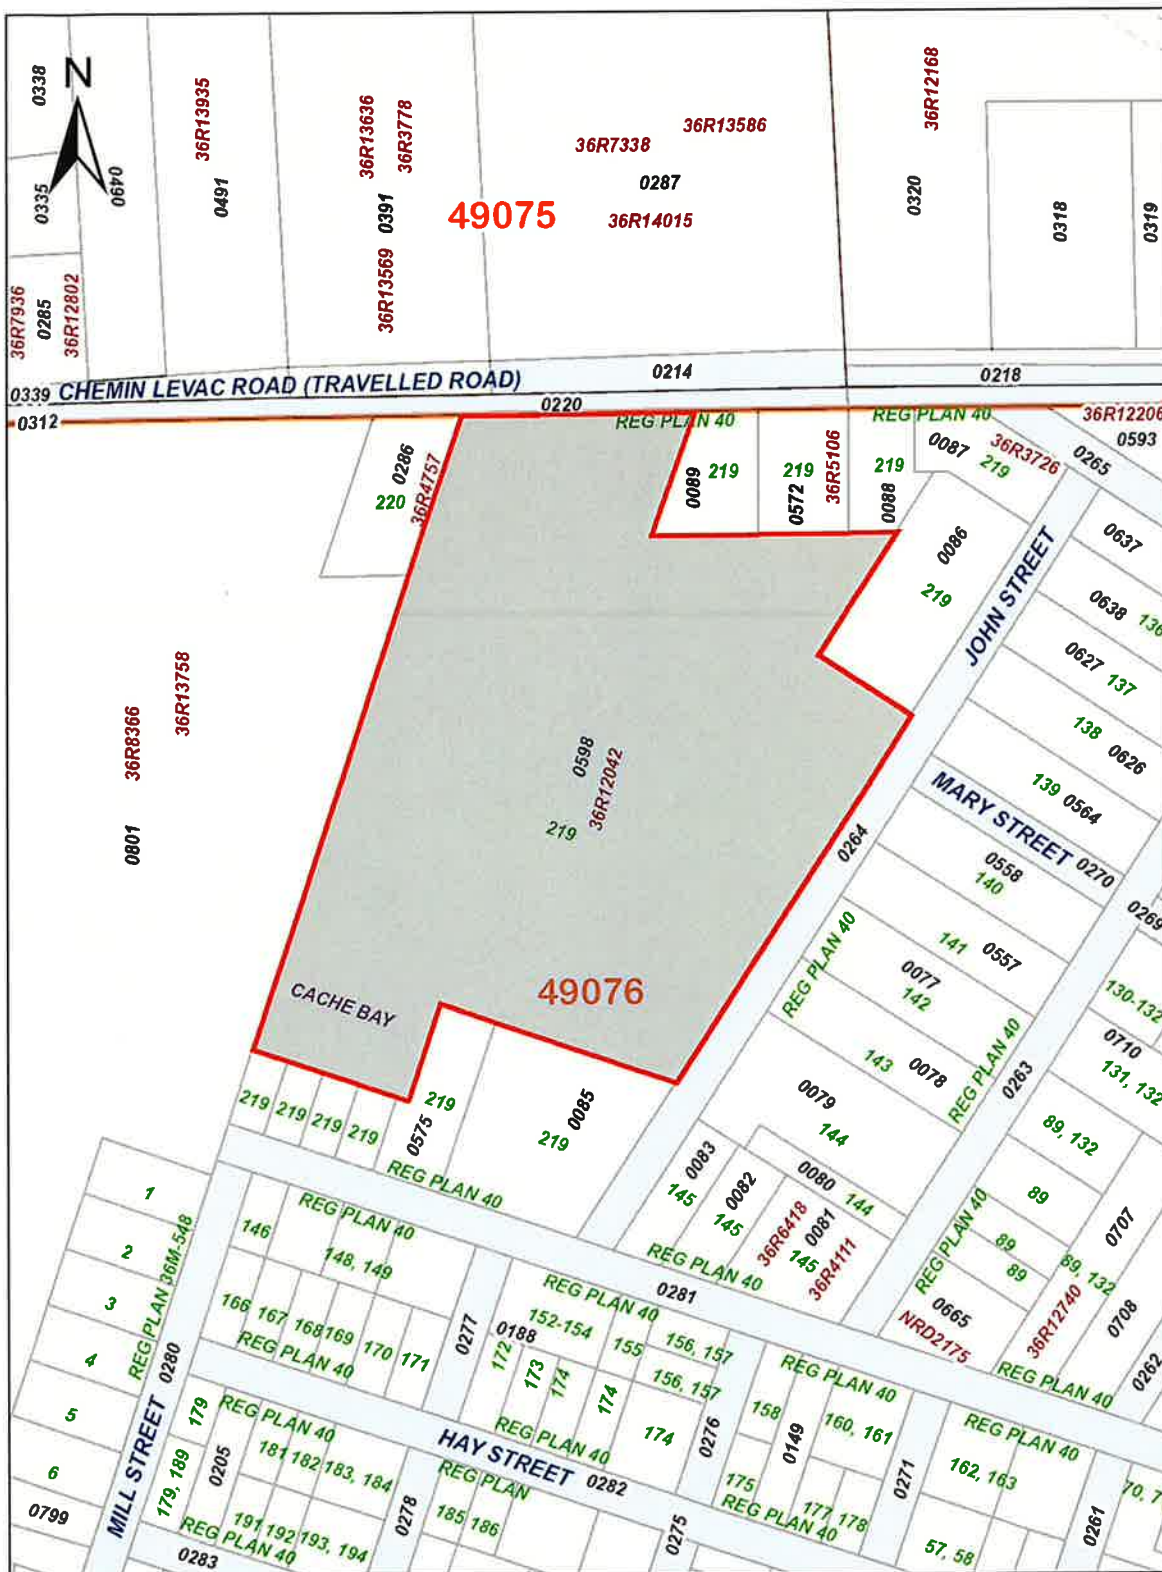 0338
N
36R13935
36R13636
36R3778
36R13586
36R7338
36R12168
0335
0490
0491
0391
49075
0287
36R14015
0320
0318
0319
36R7936
0285
36R12802
36R13569
0339
CHEMIN LEVAC ROAD (TRAVELLED ROAD)
0214
0218
0312
0220
REG PLAN 40
REG PLAN 40
36R12206
0593
0286
220
36R4757
0089
219
219
0572
36R5106
219
0088
0087
219
36R3726
0265
0086
219
JOHN STREET
0637
0638
136
0627
137
138
0626
139
0564
36R8366
36R13758
0801
0598
36R12042
219
MARY STREET
0270
0264
0558
140
0269
141
0557
REG PLAN 40
0077
142
130-132
CACHE BAY
49076
143
0078
REG PLAN 40
0263
0710
131, 132
219
219
219
219
0575
219
0085
219
0079
144
89, 132
REG PLAN 40
0083
145
0082
145
0080
144
36R6418
0081
145
36R4111
89
REG PLAN 40
89
89
0707
89, 132
1
2
3
4
5
6
REG PLAN 36M-548
146
REG PLAN 40
148, 149
REG PLAN 40
0281
REG PLAN 40
0665
NRD2175
36R12740
0708
166
167
168
169
170
171
REG PLAN 40
0277
0188
152-154
155
156, 157
156, 157
172
173
174
174
174
REG PLAN 40
REG PLAN 40
0262
REG PLAN 40
0280
MILL STREET
179
REG PLAN 40
181
182
183, 184
0205
179, 189
HAY STREET
0282
0276
158
0149
160, 161
REG PLAN 40
162, 163
0799
191
192
193, 194
REG PLAN 40
0283
0278
REG PLAN
185
186
0275
175
177
178
REG PLAN 40
0271
57, 58
0261
70, 7